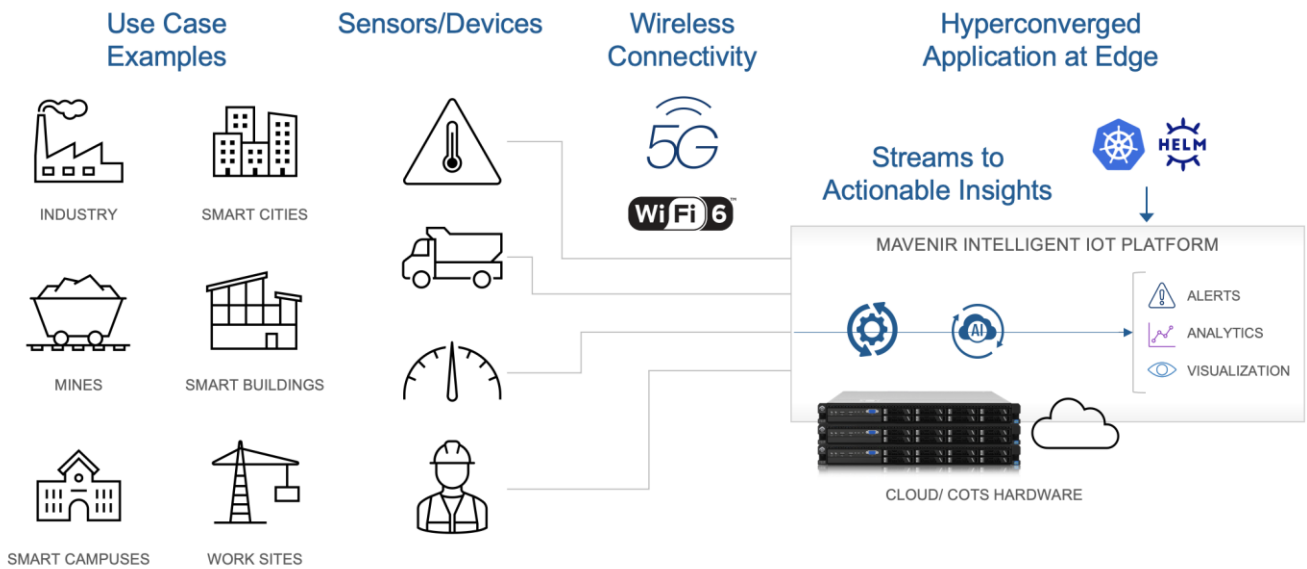 Use Case
Examples
Sensors/Devices
Wireless
Connectivity
Hyperconverged
Application at Edge
INDUSTRY
SMART CITIES
MINES
SMART BUILDINGS
SMART CAMPUSES
WORK SITES
5G
WiFi 6™
HELM
Streams to
Actionable Insights
MAVENIR INTELLIGENT IOT PLATFORM
AI
ALERTS
ANALYTICS
VISUALIZATION
CLOUD/ COTS HARDWARE